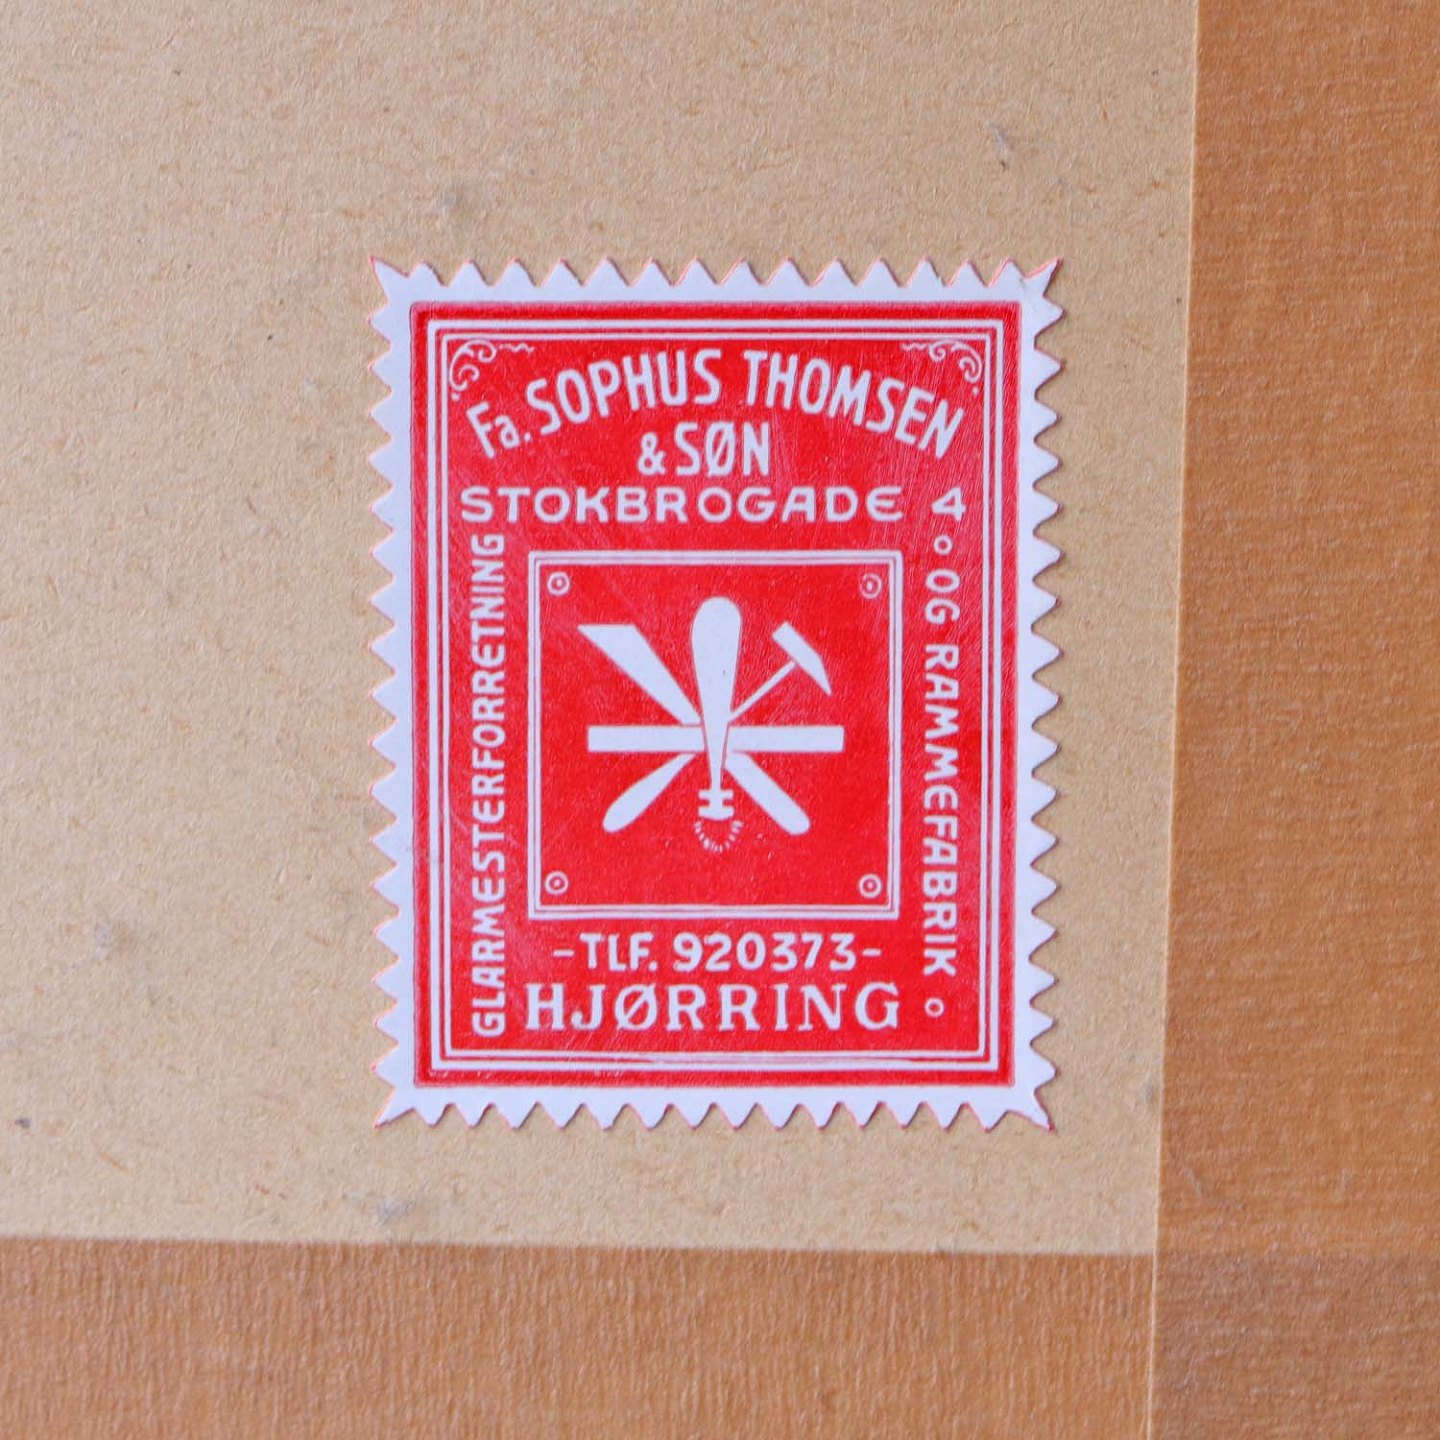 Fa. SOPHUS THOMSEN
& SØN
STOKBROGADE 4
GLARMESTERFORRETNING
OG RAMMEFABRIK
-TLF. 920373-
HJØRRING